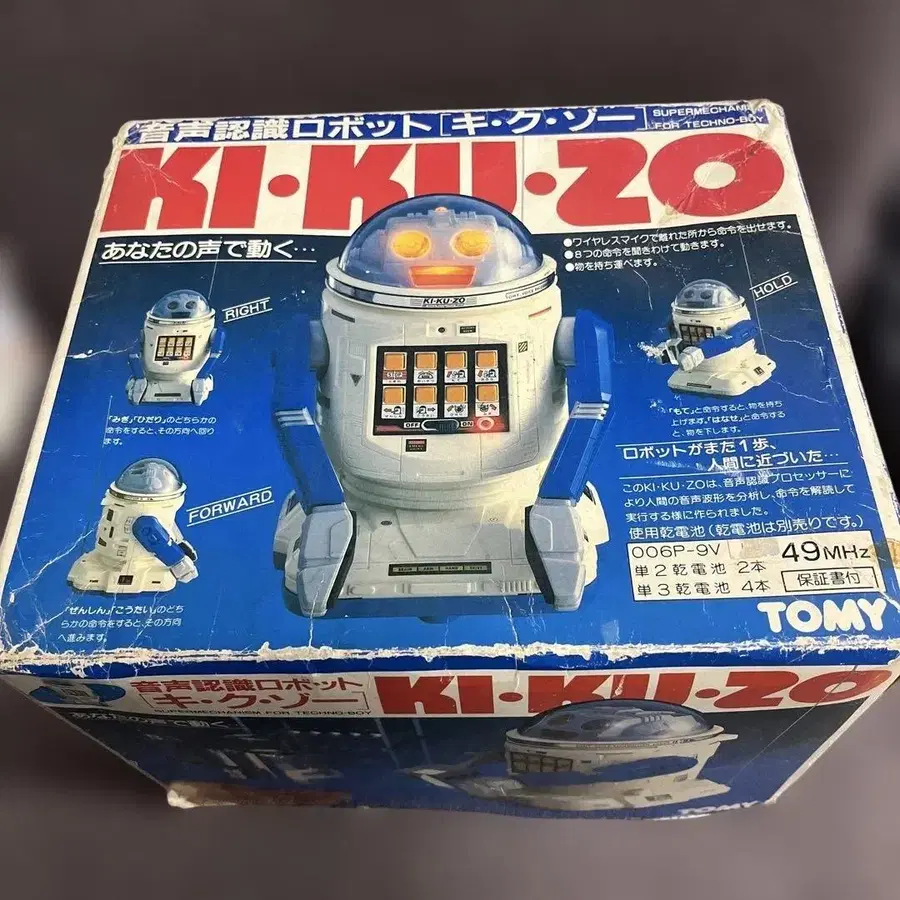 音声認識ロボット[キ・ク・ゾー]
SUPERMECHANISM
FOR TECHNO-BOY
KI・KU・ZO
あなたの声で動く…
●ワイヤレスマイクで離れた所から命令を出せます。
●8つの命令を聞きわけて動きます。
●物を持ち運べます。
RIGHT
HOLD
KI・KU・ZO
OFF
ON
「みぎ」「ひだり」のどちらかの
命令をすると、その方向へ回り
ます。
「もて」と命令すると、物を持ち
上げます。「はなせ」と命令する
と、物を下します。
FORWARD
「ぜんしん」「こうたい」のどち
らかの命令をすると、その方向
へ進みます。
ロボットがまた1歩、
人間に近づいた…
このKI・KU・ZOは、音声認識プロセッサーに
より人間の音声波形を分析し、命令を解読して
実行する様に作られました。
使用乾電池(乾電池は別売りです。)
006P-9V
49MHz
単2乾電池 2本
単3乾電池 4本
保証書付
TOMY
音声認識ロボット
[キ・ク・ゾー]
SUPERMECHANISM FOR TECHNO-BOY
KI・KU・ZO
あなたの声で動く
TOMY